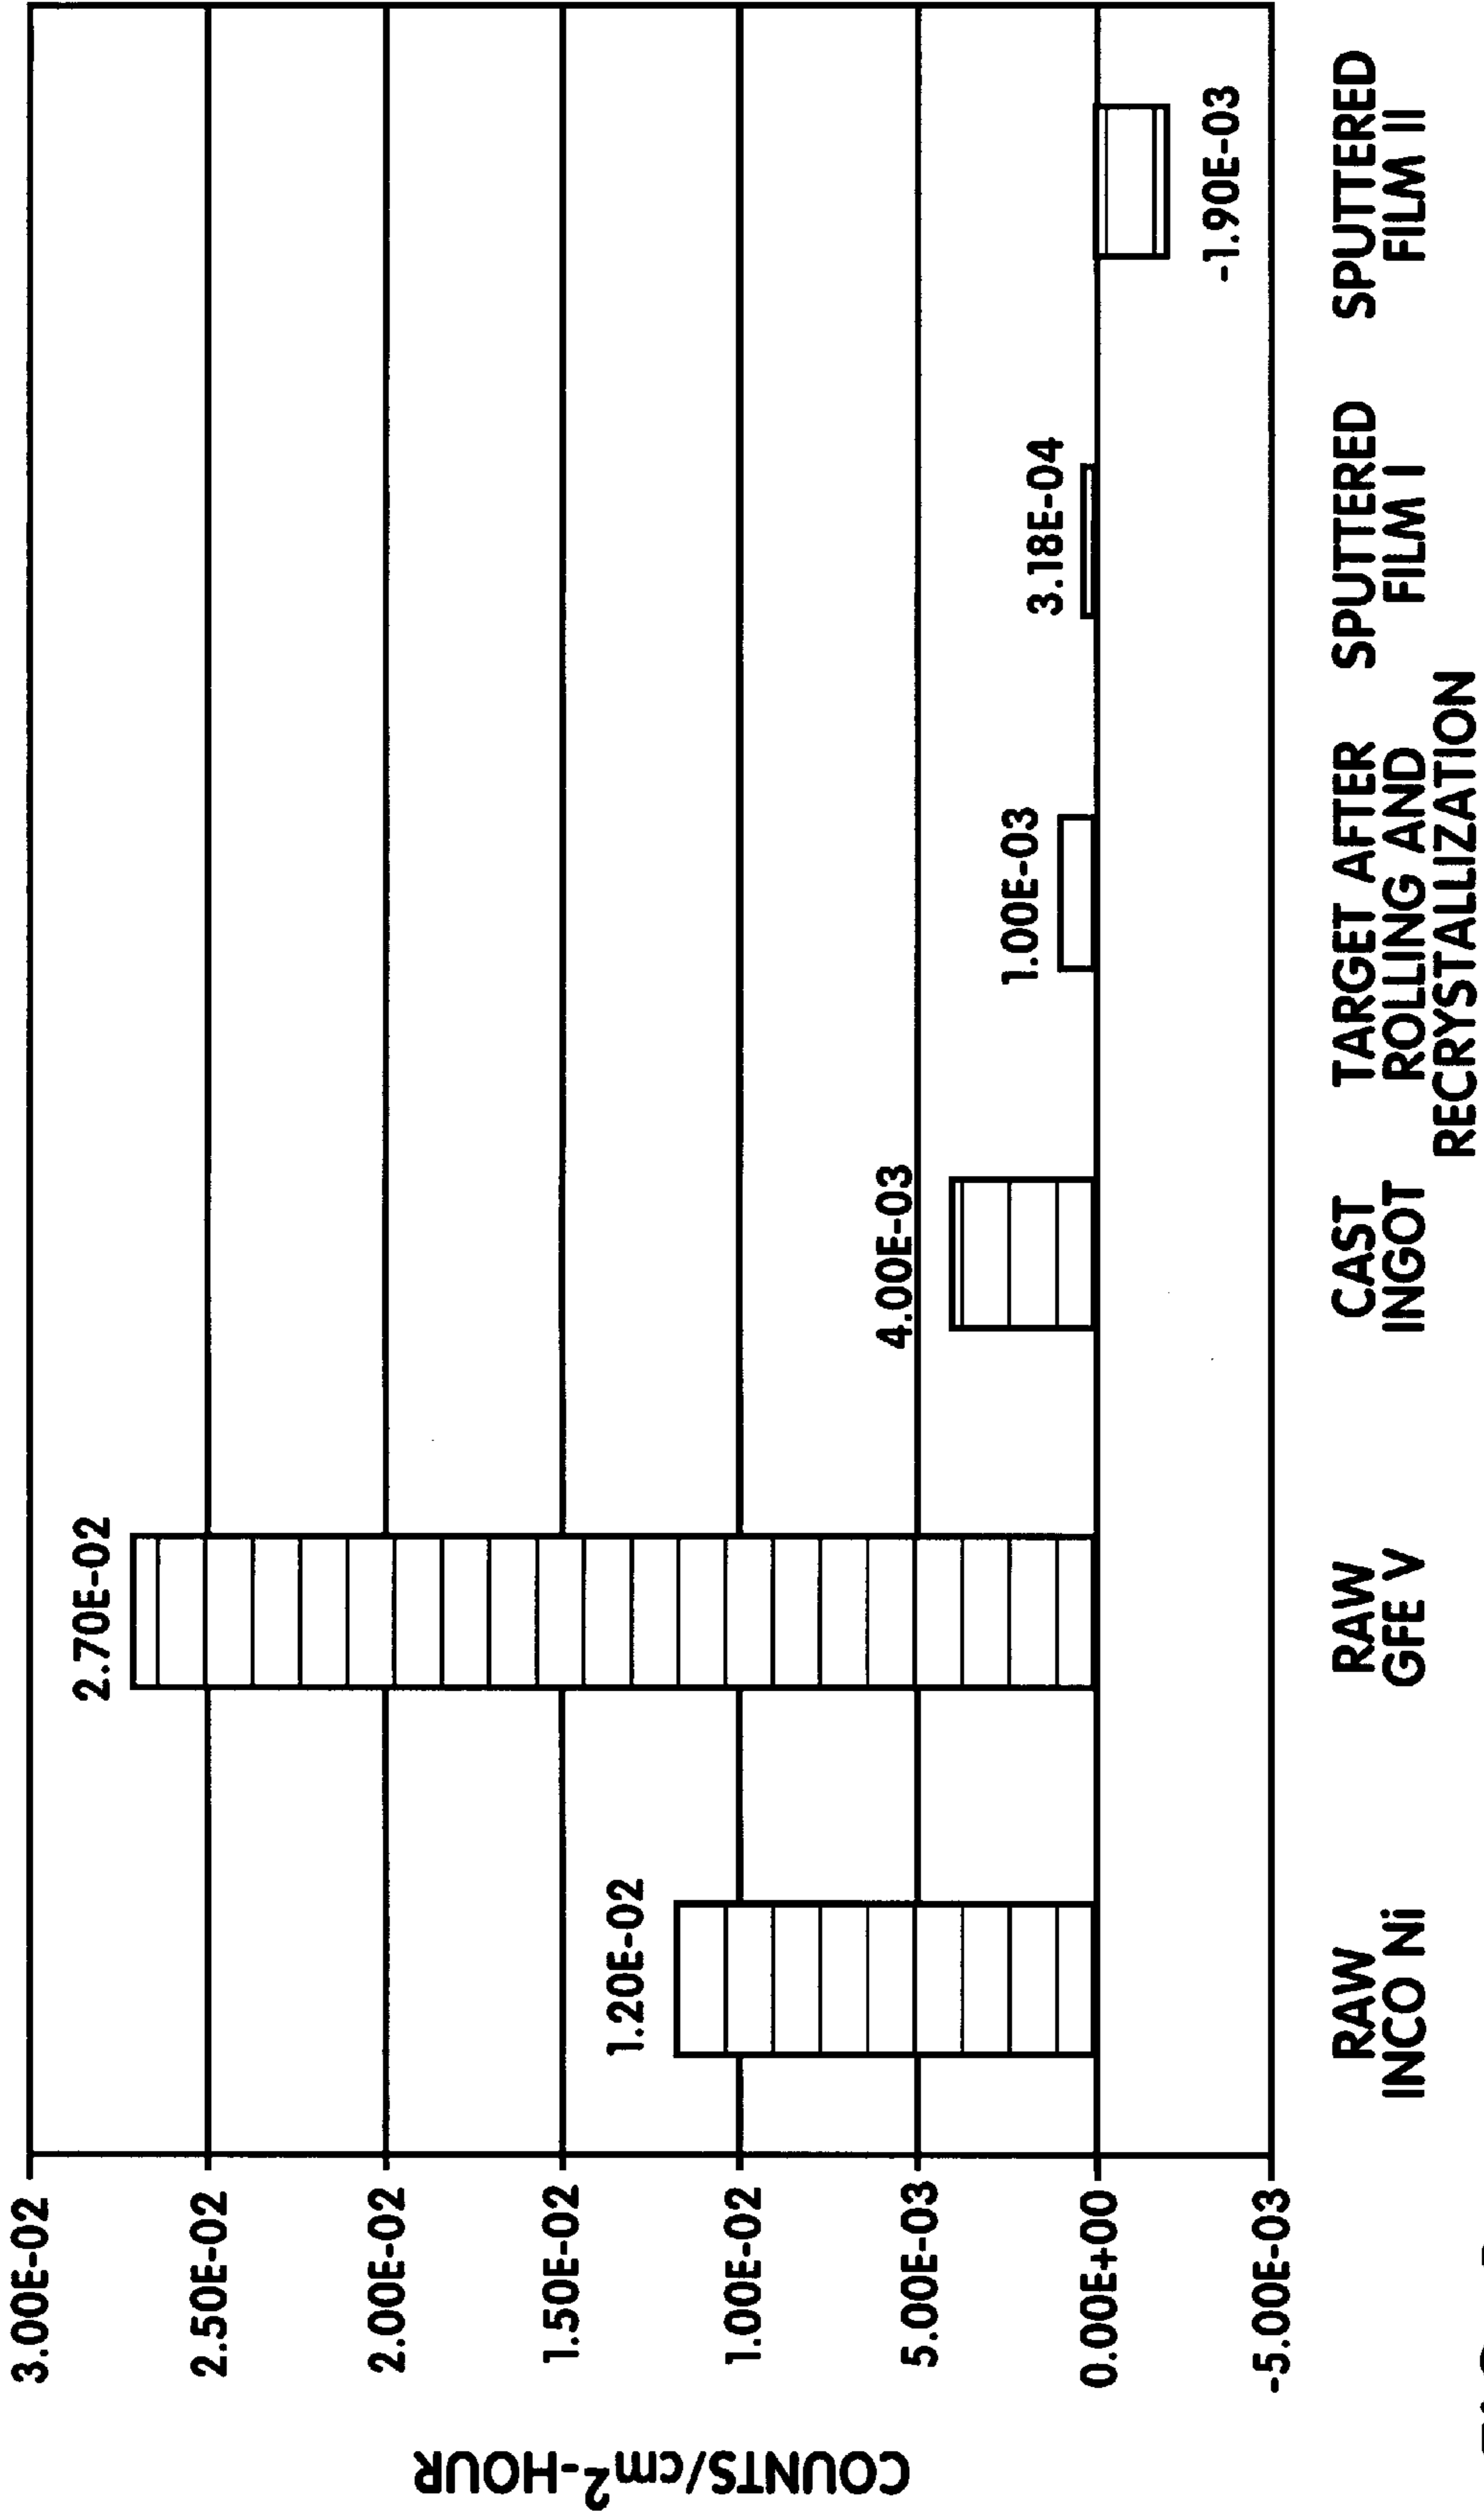 COUNTS/cm2-HOUR
3.00E-02
2.50E-02
2.00E-02
1.50E-02
1.00E-02
5.00E-03
0.00E+00
-5.00E-03
1.20E-02
2.70E-02
4.00E-03
1.00E-03
3.18E-04
-1.90E-03
RAW
INCO Ni
RAW
GFE V
CAST
INGOT
TARGET AFTER
ROLLING AND
RECRYSTALLIZATION
SPUTTERED
FILM I
SPUTTERED
FILM II